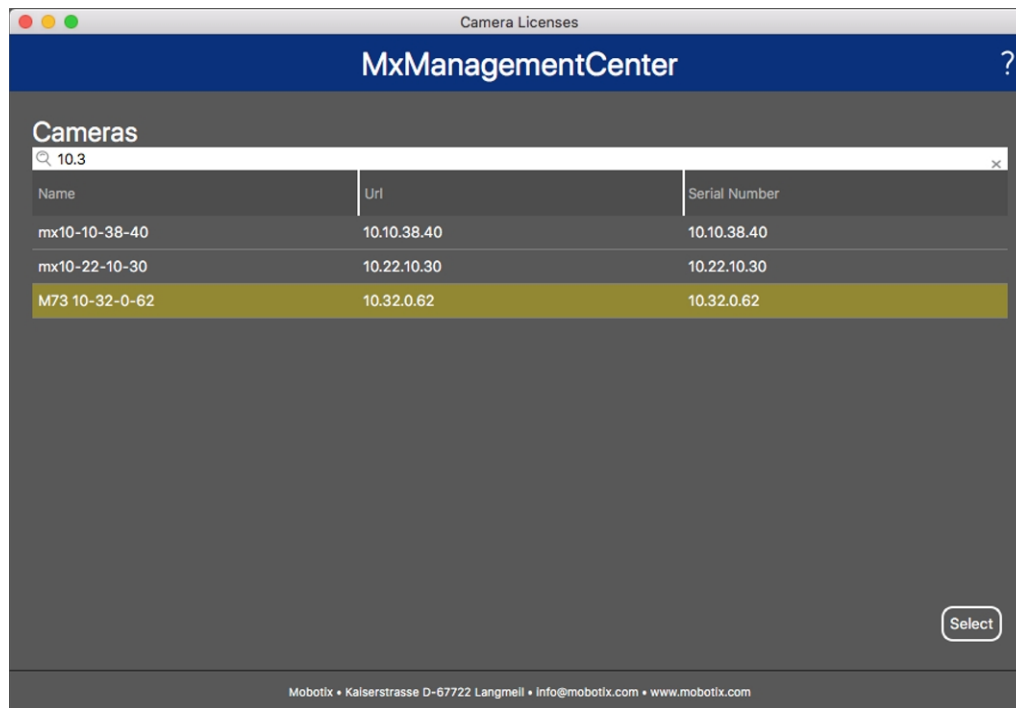 Camera Licenses
MxManagementCenter ?
Cameras
10.3
Name Url Serial Number
mx10-10-38-40 10.10.38.40 10.10.38.40
mx10-22-10-30 10.22.10.30 10.22.10.30
M73 10-32-0-62 10.32.0.62 10.32.0.62
Select
Mobotix • Kaiserstrasse D-67722 Langmeil • info@mobotix.com • www.mobotix.com